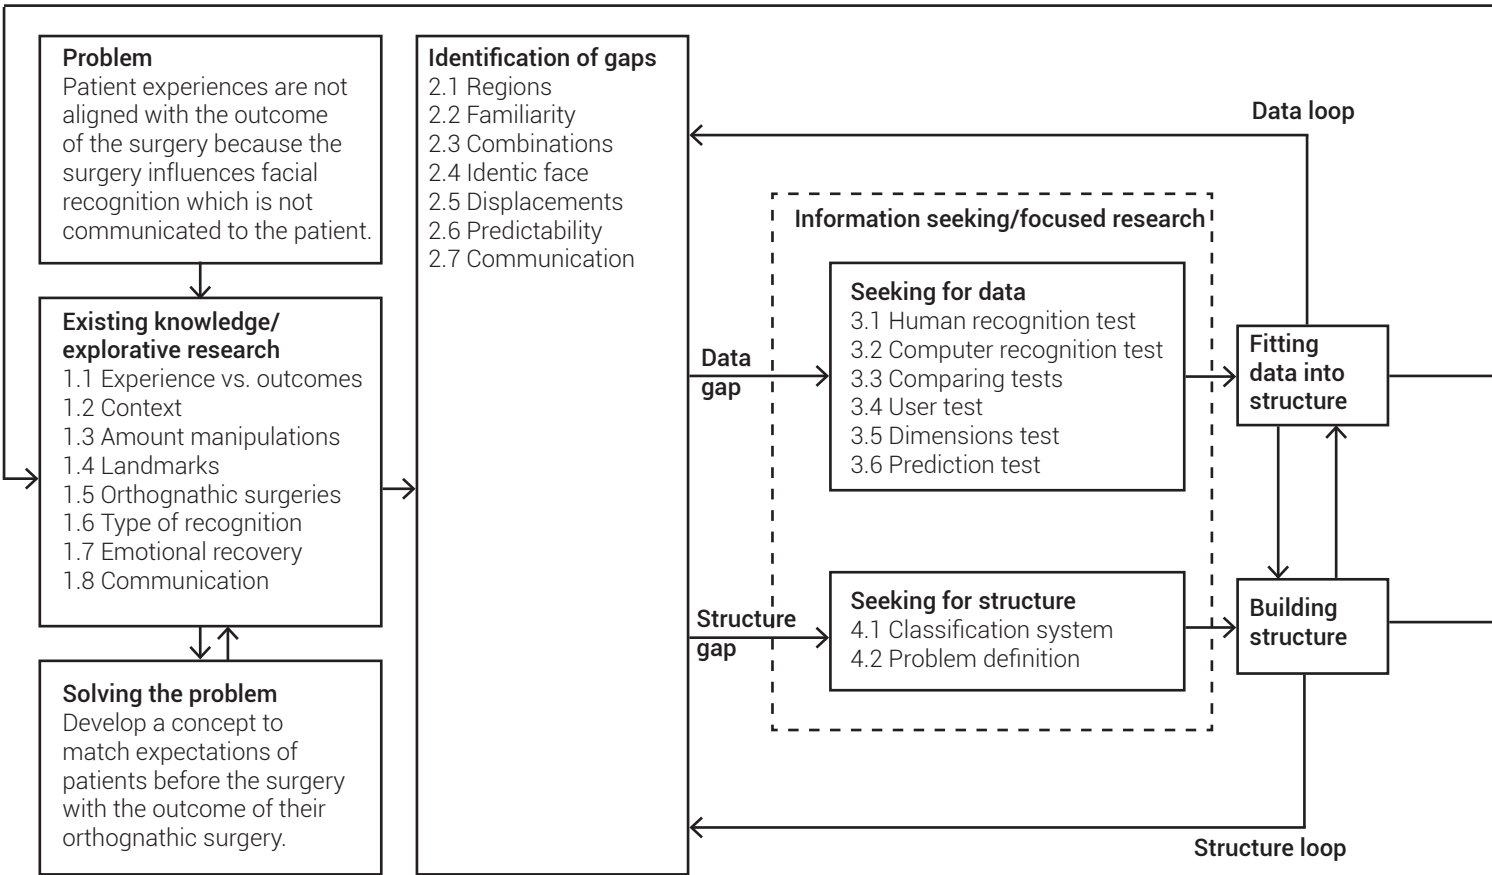 Problem
Patient experiences are not
aligned with the outcome
of the surgery because the
surgery influences facial
recognition which is not
communicated to the patient.
Existing knowledge/
explorative research
1.1 Experience vs. outcomes
1.2 Context
1.3 Amount manipulations
1.4 Landmarks
1.5 Orthognathic surgeries
1.6 Type of recognition
1.7 Emotional recovery
1.8 Communication
Solving the problem
Develop a concept to
match expectations of
patients before the surgery
with the outcome of their
orthognathic surgery.
Identification of gaps
2.1 Regions
2.2 Familiarity
2.3 Combinations
2.4 Identic face
2.5 Displacements
2.6 Predictability
2.7 Communication
Data
gap
Structure
gap
Information seeking/focused research
Seeking for data
3.1 Human recognition test
3.2 Computer recognition test
3.3 Comparing tests
3.4 User test
3.5 Dimensions test
3.6 Prediction test
Seeking for structure
4.1 Classification system
4.2 Problem definition
Data loop
Fitting
data into
structure
Building
structure
Structure loop